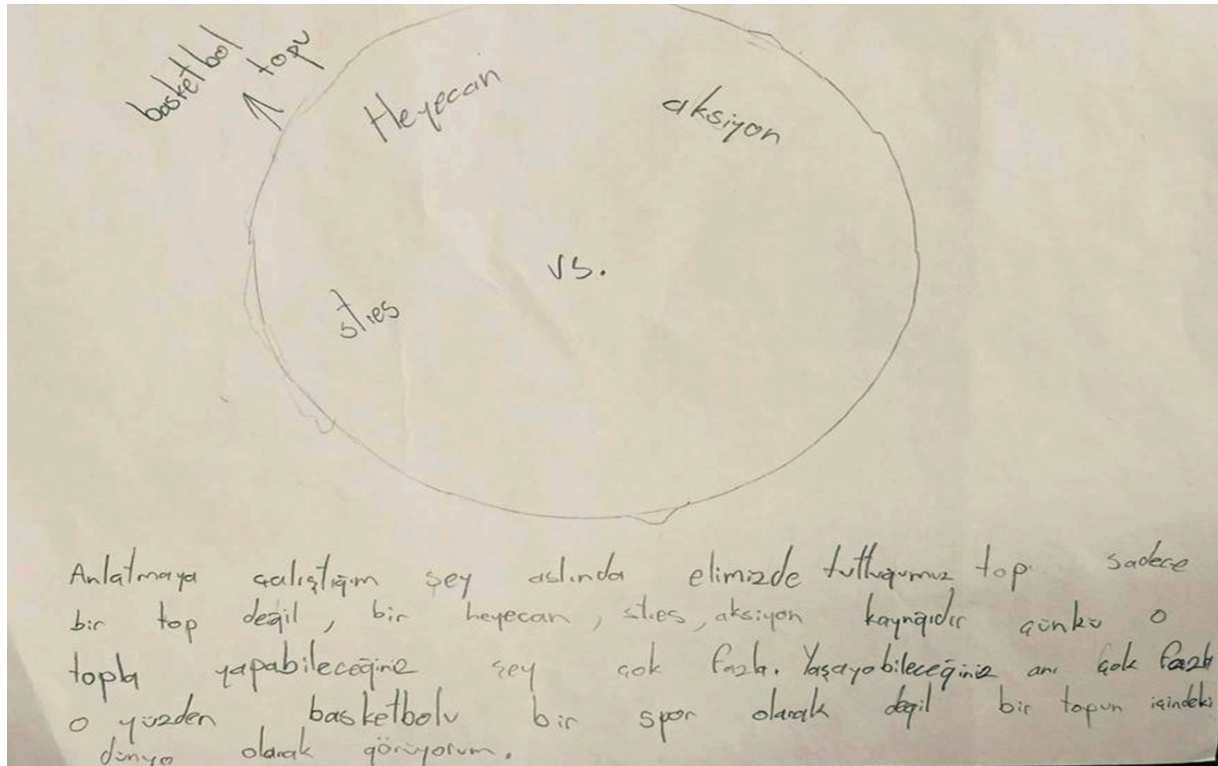 basketbol
topu
Heyecan
aksiyon
vs.
stres
Anlatmaya çalıştığım şey aslında elimizde tuttuğumuz top sadece
bir top değil, bir heyecan, stres, aksiyon kaynağıdır çünkü o
topla yapabileceğiniz şey çok fazla. Yaşayabileceğiniz anı çok fazla
o yüzden basketbolu bir spor olarak değil bir topun içindeki
dünya olarak görüyorum.